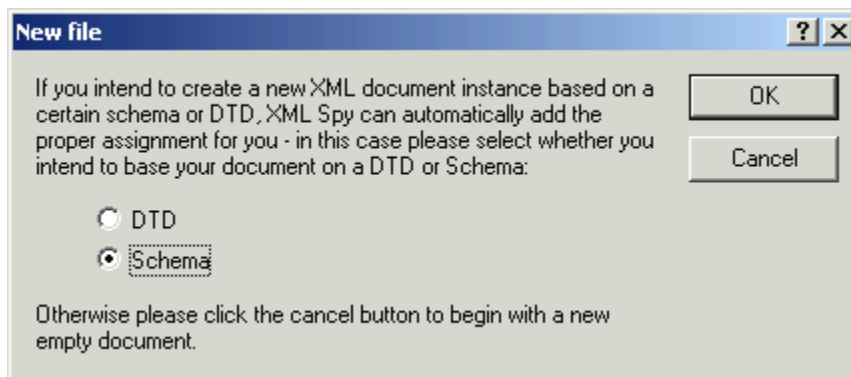 New file
If you intend to create a new XML document instance based on a
certain schema or DTD, XML Spy can automatically add the
proper assignment for you - in this case please select whether you
intend to base your document on a DTD or Schema:
OK
Cancel
DTD
Schema
Otherwise please click the cancel button to begin with a new
empty document.